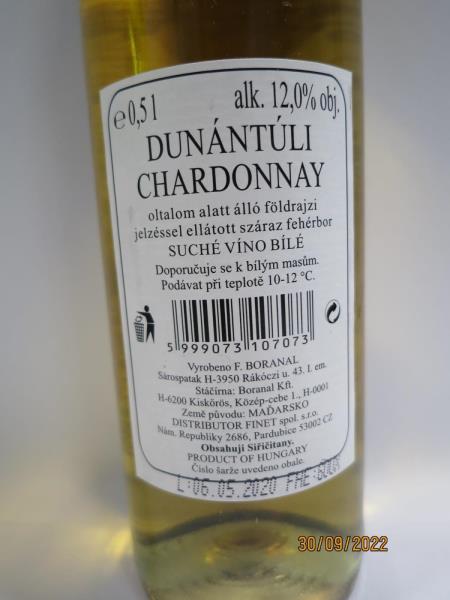 ℮ 0,5 l alk. 12,0% obj.
DUNÁNTÚLI
CHARDONNAY
oltalom alatt álló földrajzi
jelzéssel ellátott száraz fehérbor
SUCHÉ VÍNO BÍLÉ
Doporučuje se k bílým masům.
Podávat při teplotě 10-12 °C.
5 999073 107073
Vyrobeno F. BORANAL
Sárospatak H-3950 Rákóczi u. 43. I. em.
Stáčírna: Boranal Kft.
H-6200 Kiskörös, Közép-cebe 1., H-0001
Země původu: MAĎARSKO
DISTRIBUTOR FINET spol. s.r.o.
Nám. Republiky 2686, Pardubice 53002 CZ
Obsahuji Siřičitany.
PRODUCT OF HUNGARY
Číslo šarže uvedeno obale.
L:06.05.2020 FHE:
30/09/2022